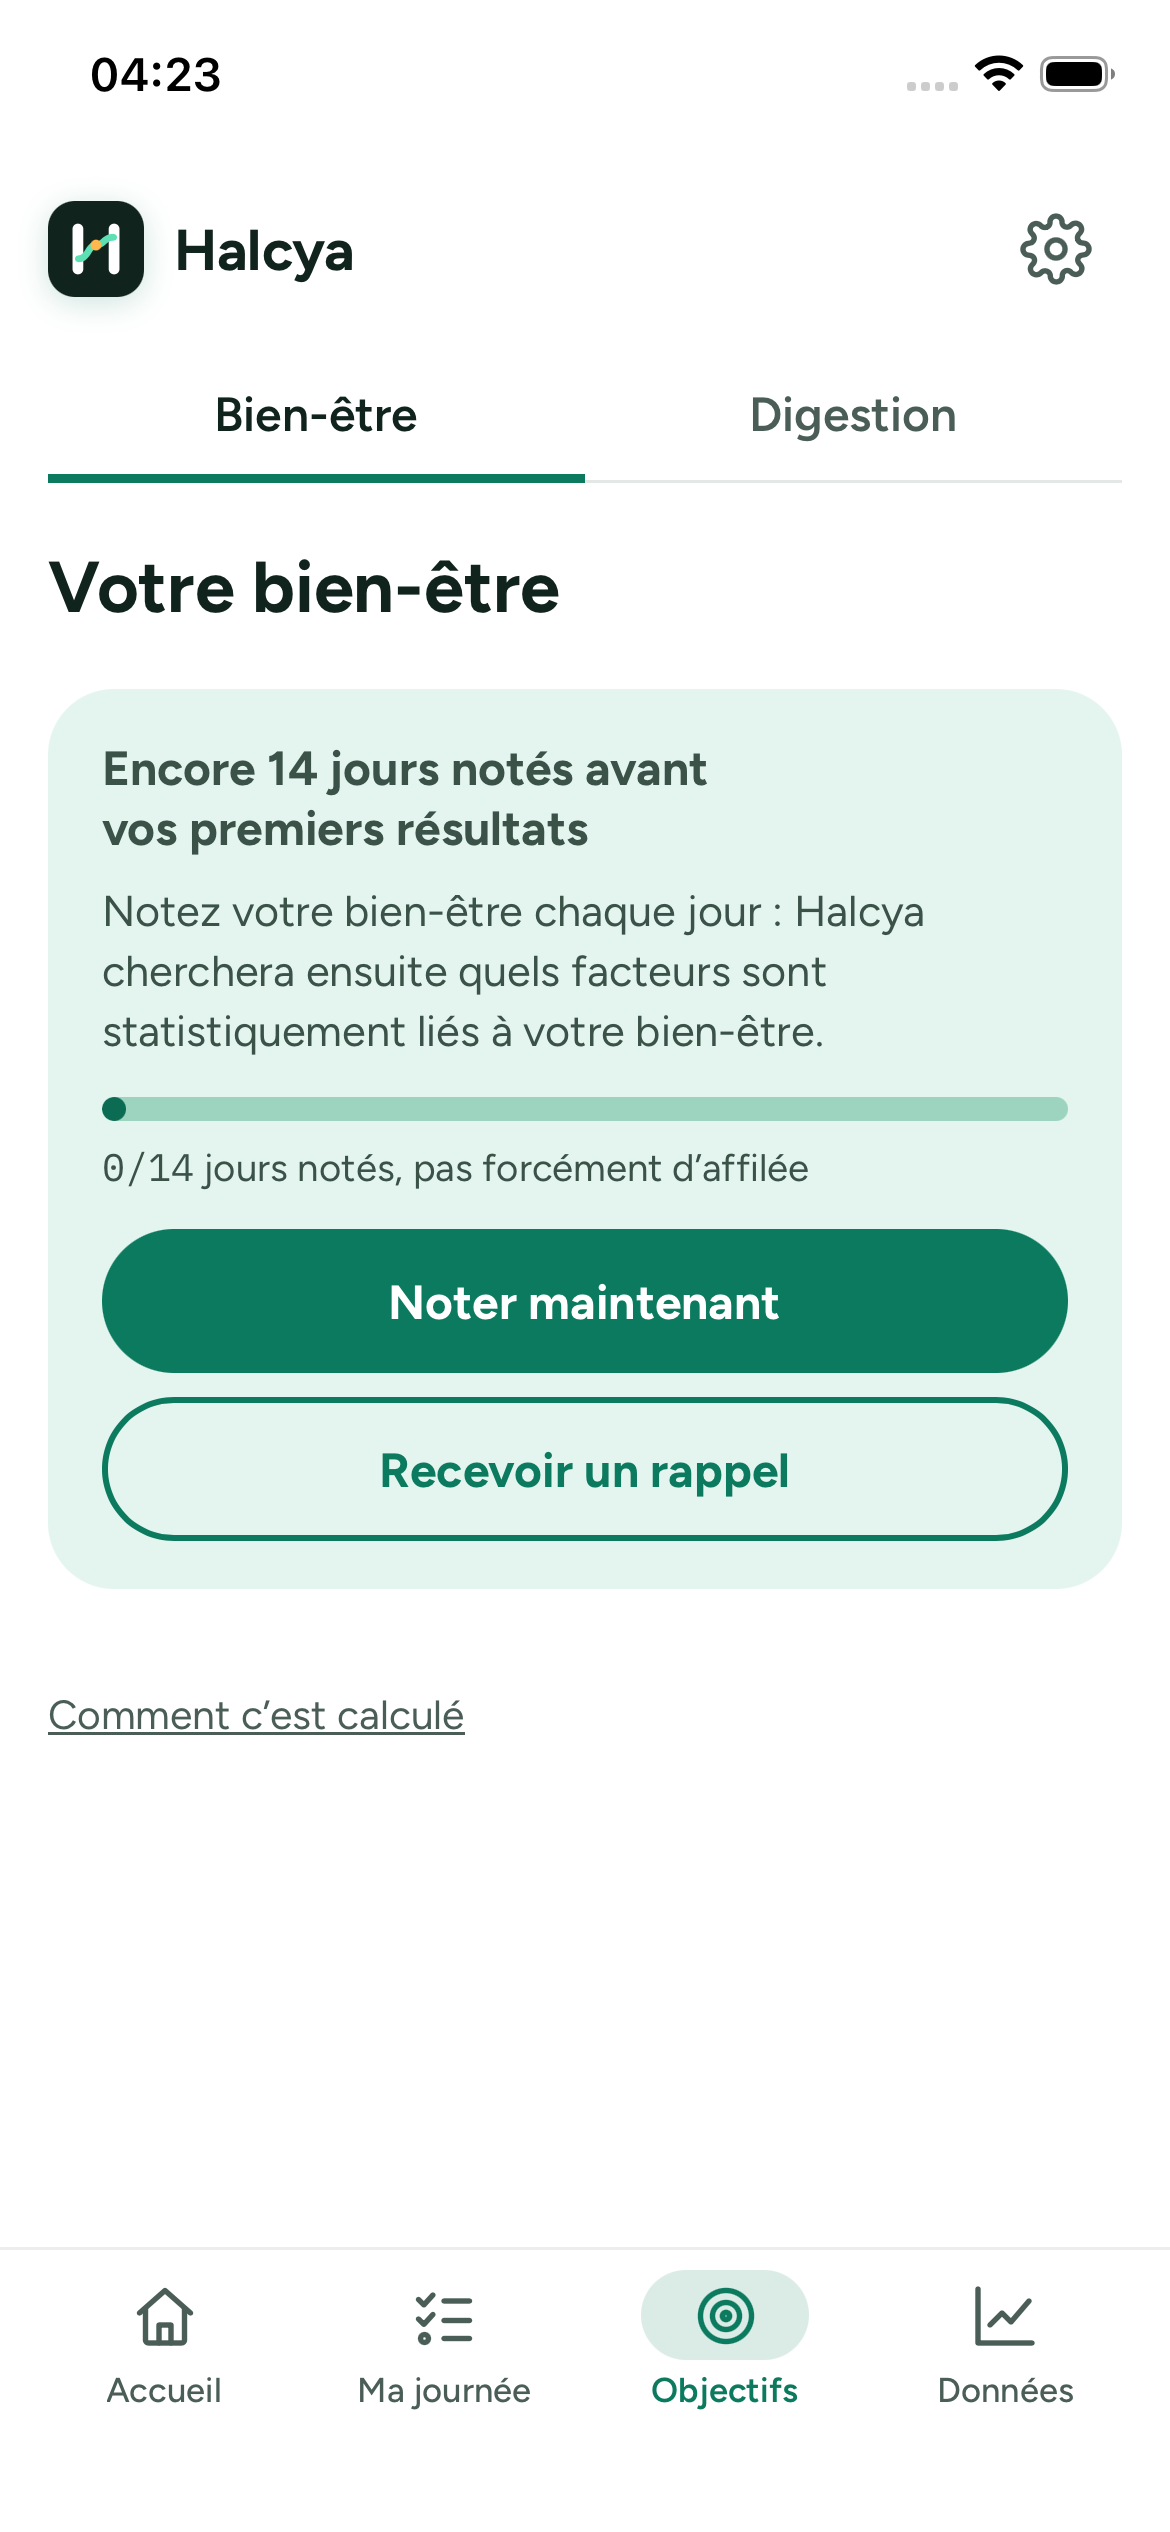 04:23
Halcya
Bien-être
Digestion
Votre bien-être
Encore 14 jours notés avant
vos premiers résultats
Notez votre bien-être chaque jour : Halcya
cherchera ensuite quels facteurs sont
statistiquement liés à votre bien-être.
0/14 jours notés, pas forcément d’affilée
Noter maintenant
Recevoir un rappel
Comment c’est calculé
Accueil
Ma journée
Objectifs
Données